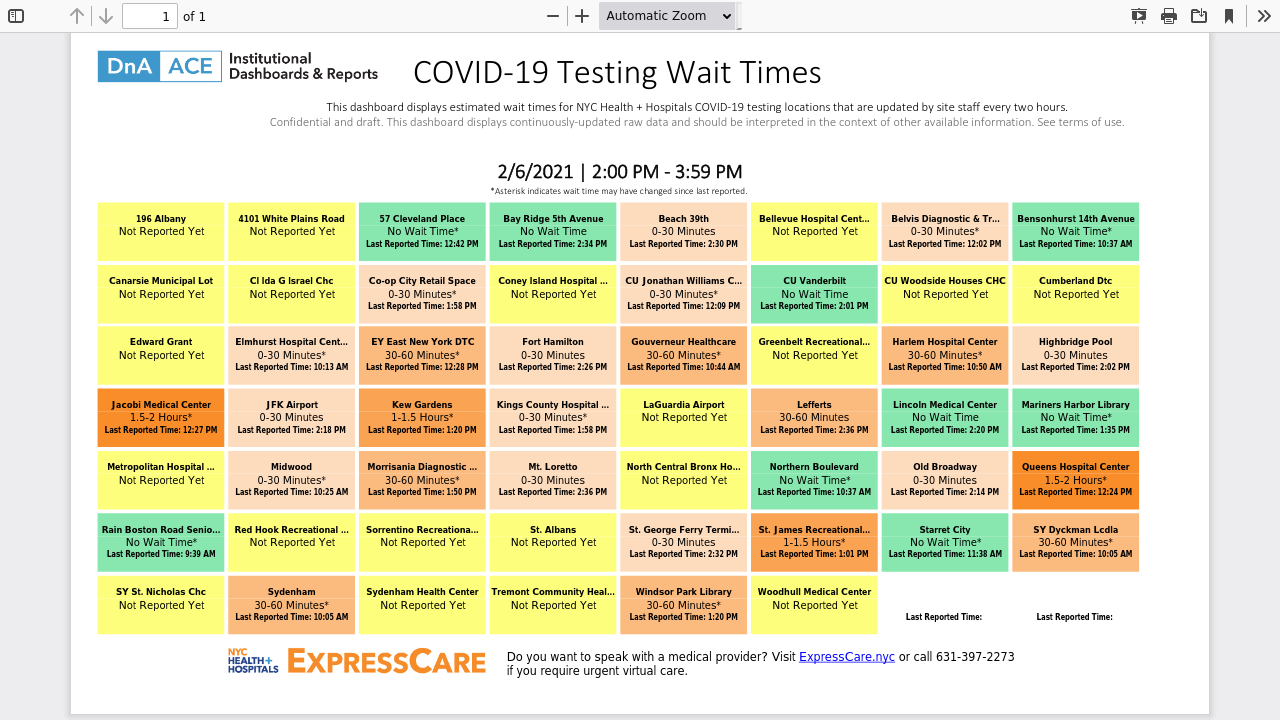 1 of 1
Automatic Zoom
DnA ACE Institutional Dashboards & Reports
COVID-19 Testing Wait Times
This dashboard displays estimated wait times for NYC Health + Hospitals COVID-19 testing locations that are updated by site staff every two hours.
Confidential and draft. This dashboard displays continuously-updated raw data and should be interpreted in the context of other available information. See terms of use.
2/6/2021 | 2:00 PM - 3:59 PM
*Asterisk indicates wait time may have changed since last reported.
196 Albany
Not Reported Yet
4101 White Plains Road
Not Reported Yet
57 Cleveland Place
No Wait Time*
Last Reported Time: 12:42 PM
Bay Ridge 5th Avenue
No Wait Time
Last Reported Time: 2:34 PM
Beach 39th
0-30 Minutes
Last Reported Time: 2:30 PM
Bellevue Hospital Cent...
Not Reported Yet
Belvis Diagnostic & Tr...
0-30 Minutes*
Last Reported Time: 12:02 PM
Bensonhurst 14th Avenue
No Wait Time*
Last Reported Time: 10:37 AM
Canarsie Municipal Lot
Not Reported Yet
CI Ida G Israel Chc
Not Reported Yet
Co-op City Retail Space
0-30 Minutes*
Last Reported Time: 1:58 PM
Coney Island Hospital ...
Not Reported Yet
CU Jonathan Williams C...
0-30 Minutes*
Last Reported Time: 12:09 PM
CU Vanderbilt
No Wait Time
Last Reported Time: 2:01 PM
CU Woodside Houses CHC
Not Reported Yet
Cumberland Dtc
Not Reported Yet
Edward Grant
Not Reported Yet
Elmhurst Hospital Cent...
0-30 Minutes*
Last Reported Time: 10:13 AM
EY East New York DTC
30-60 Minutes*
Last Reported Time: 12:28 PM
Fort Hamilton
0-30 Minutes
Last Reported Time: 2:26 PM
Gouverneur Healthcare
30-60 Minutes*
Last Reported Time: 10:44 AM
Greenbelt Recreational...
Not Reported Yet
Harlem Hospital Center
30-60 Minutes*
Last Reported Time: 10:50 AM
Highbridge Pool
0-30 Minutes
Last Reported Time: 2:02 PM
Jacobi Medical Center
1.5-2 Hours*
Last Reported Time: 12:27 PM
JFK Airport
0-30 Minutes
Last Reported Time: 2:18 PM
Kew Gardens
1-1.5 Hours*
Last Reported Time: 1:20 PM
Kings County Hospital ...
0-30 Minutes*
Last Reported Time: 1:58 PM
LaGuardia Airport
Not Reported Yet
Lefferts
30-60 Minutes
Last Reported Time: 2:36 PM
Lincoln Medical Center
No Wait Time
Last Reported Time: 2:20 PM
Mariners Harbor Library
No Wait Time*
Last Reported Time: 1:35 PM
Metropolitan Hospital ...
Not Reported Yet
Midwood
0-30 Minutes*
Last Reported Time: 10:25 AM
Morrisania Diagnostic ...
30-60 Minutes*
Last Reported Time: 1:50 PM
Mt. Loretto
0-30 Minutes
Last Reported Time: 2:36 PM
North Central Bronx Ho...
Not Reported Yet
Northern Boulevard
No Wait Time*
Last Reported Time: 10:37 AM
Old Broadway
0-30 Minutes
Last Reported Time: 2:14 PM
Queens Hospital Center
1.5-2 Hours*
Last Reported Time: 12:24 PM
Rain Boston Road Senio...
No Wait Time*
Last Reported Time: 9:39 AM
Red Hook Recreational ...
Not Reported Yet
Sorrentino Recreationa...
Not Reported Yet
St. Albans
Not Reported Yet
St. George Ferry Termi...
0-30 Minutes
Last Reported Time: 2:32 PM
St. James Recreational...
1-1.5 Hours*
Last Reported Time: 1:01 PM
Starret City
No Wait Time*
Last Reported Time: 11:38 AM
SY Dyckman Lcdla
30-60 Minutes*
Last Reported Time: 10:05 AM
SY St. Nicholas Chc
Not Reported Yet
Sydenham
30-60 Minutes*
Last Reported Time: 10:05 AM
Sydenham Health Center
Not Reported Yet
Tremont Community Heal...
Not Reported Yet
Windsor Park Library
30-60 Minutes*
Last Reported Time: 1:20 PM
Woodhull Medical Center
Not Reported Yet
Last Reported Time:
Last Reported Time:
NYC
HEALTH+
HOSPITALS
EXPRESSCARE
Do you want to speak with a medical provider? Visit ExpressCare.nyc or call 631-397-2273
if you require urgent virtual care.